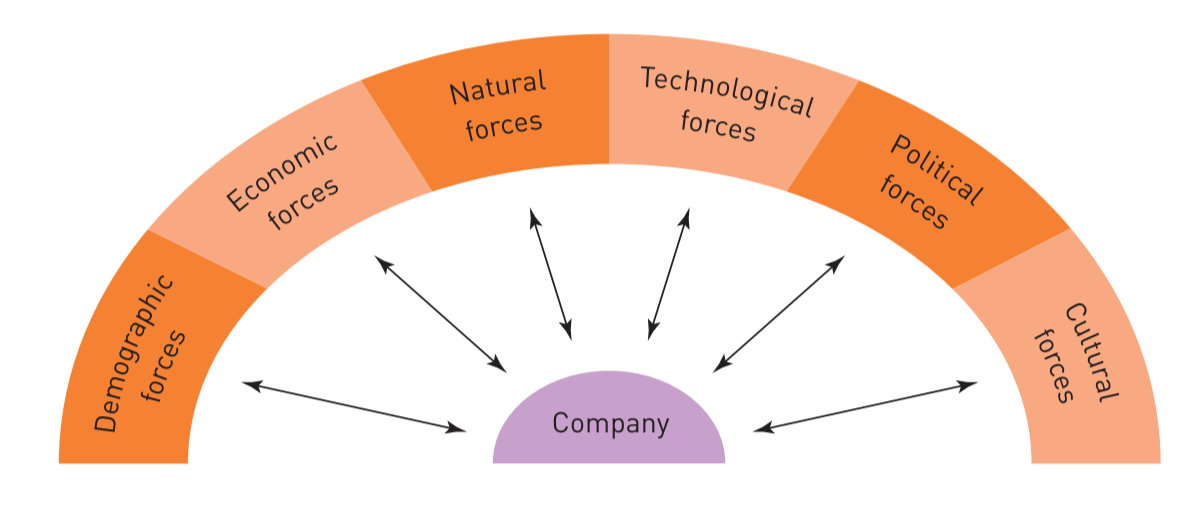 Demographic
forces
Economic
forces
Natural
forces
Technological
forces
Political
forces
Cultural
forces
Company